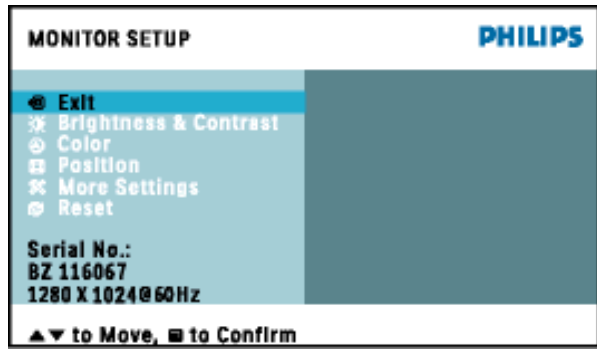 MONITOR SETUP
PHILIPS
Exit
Brightness & Contrast
Color
Position
More Settings
Reset
Serial No.:
BZ 116067
1280 X 1024@60Hz
▲▼ to Move, to Confirm